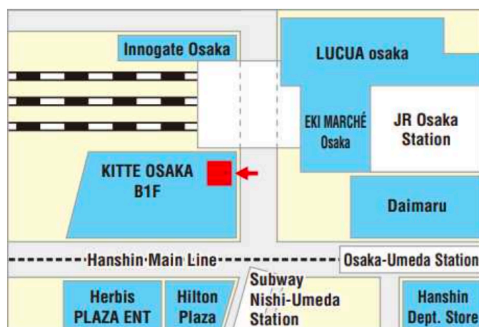 Innogate Osaka
LUCUA osaka
EKI MARCHÉ
Osaka
JR Osaka
Station
KITTE OSAKA
B1F
Daimaru
Hanshin Main Line
Osaka-Umeda Station
Subway
Nishi-Umeda
Station
Herbis
PLAZA ENT
Hilton
Plaza
Hanshin
Dept. Store